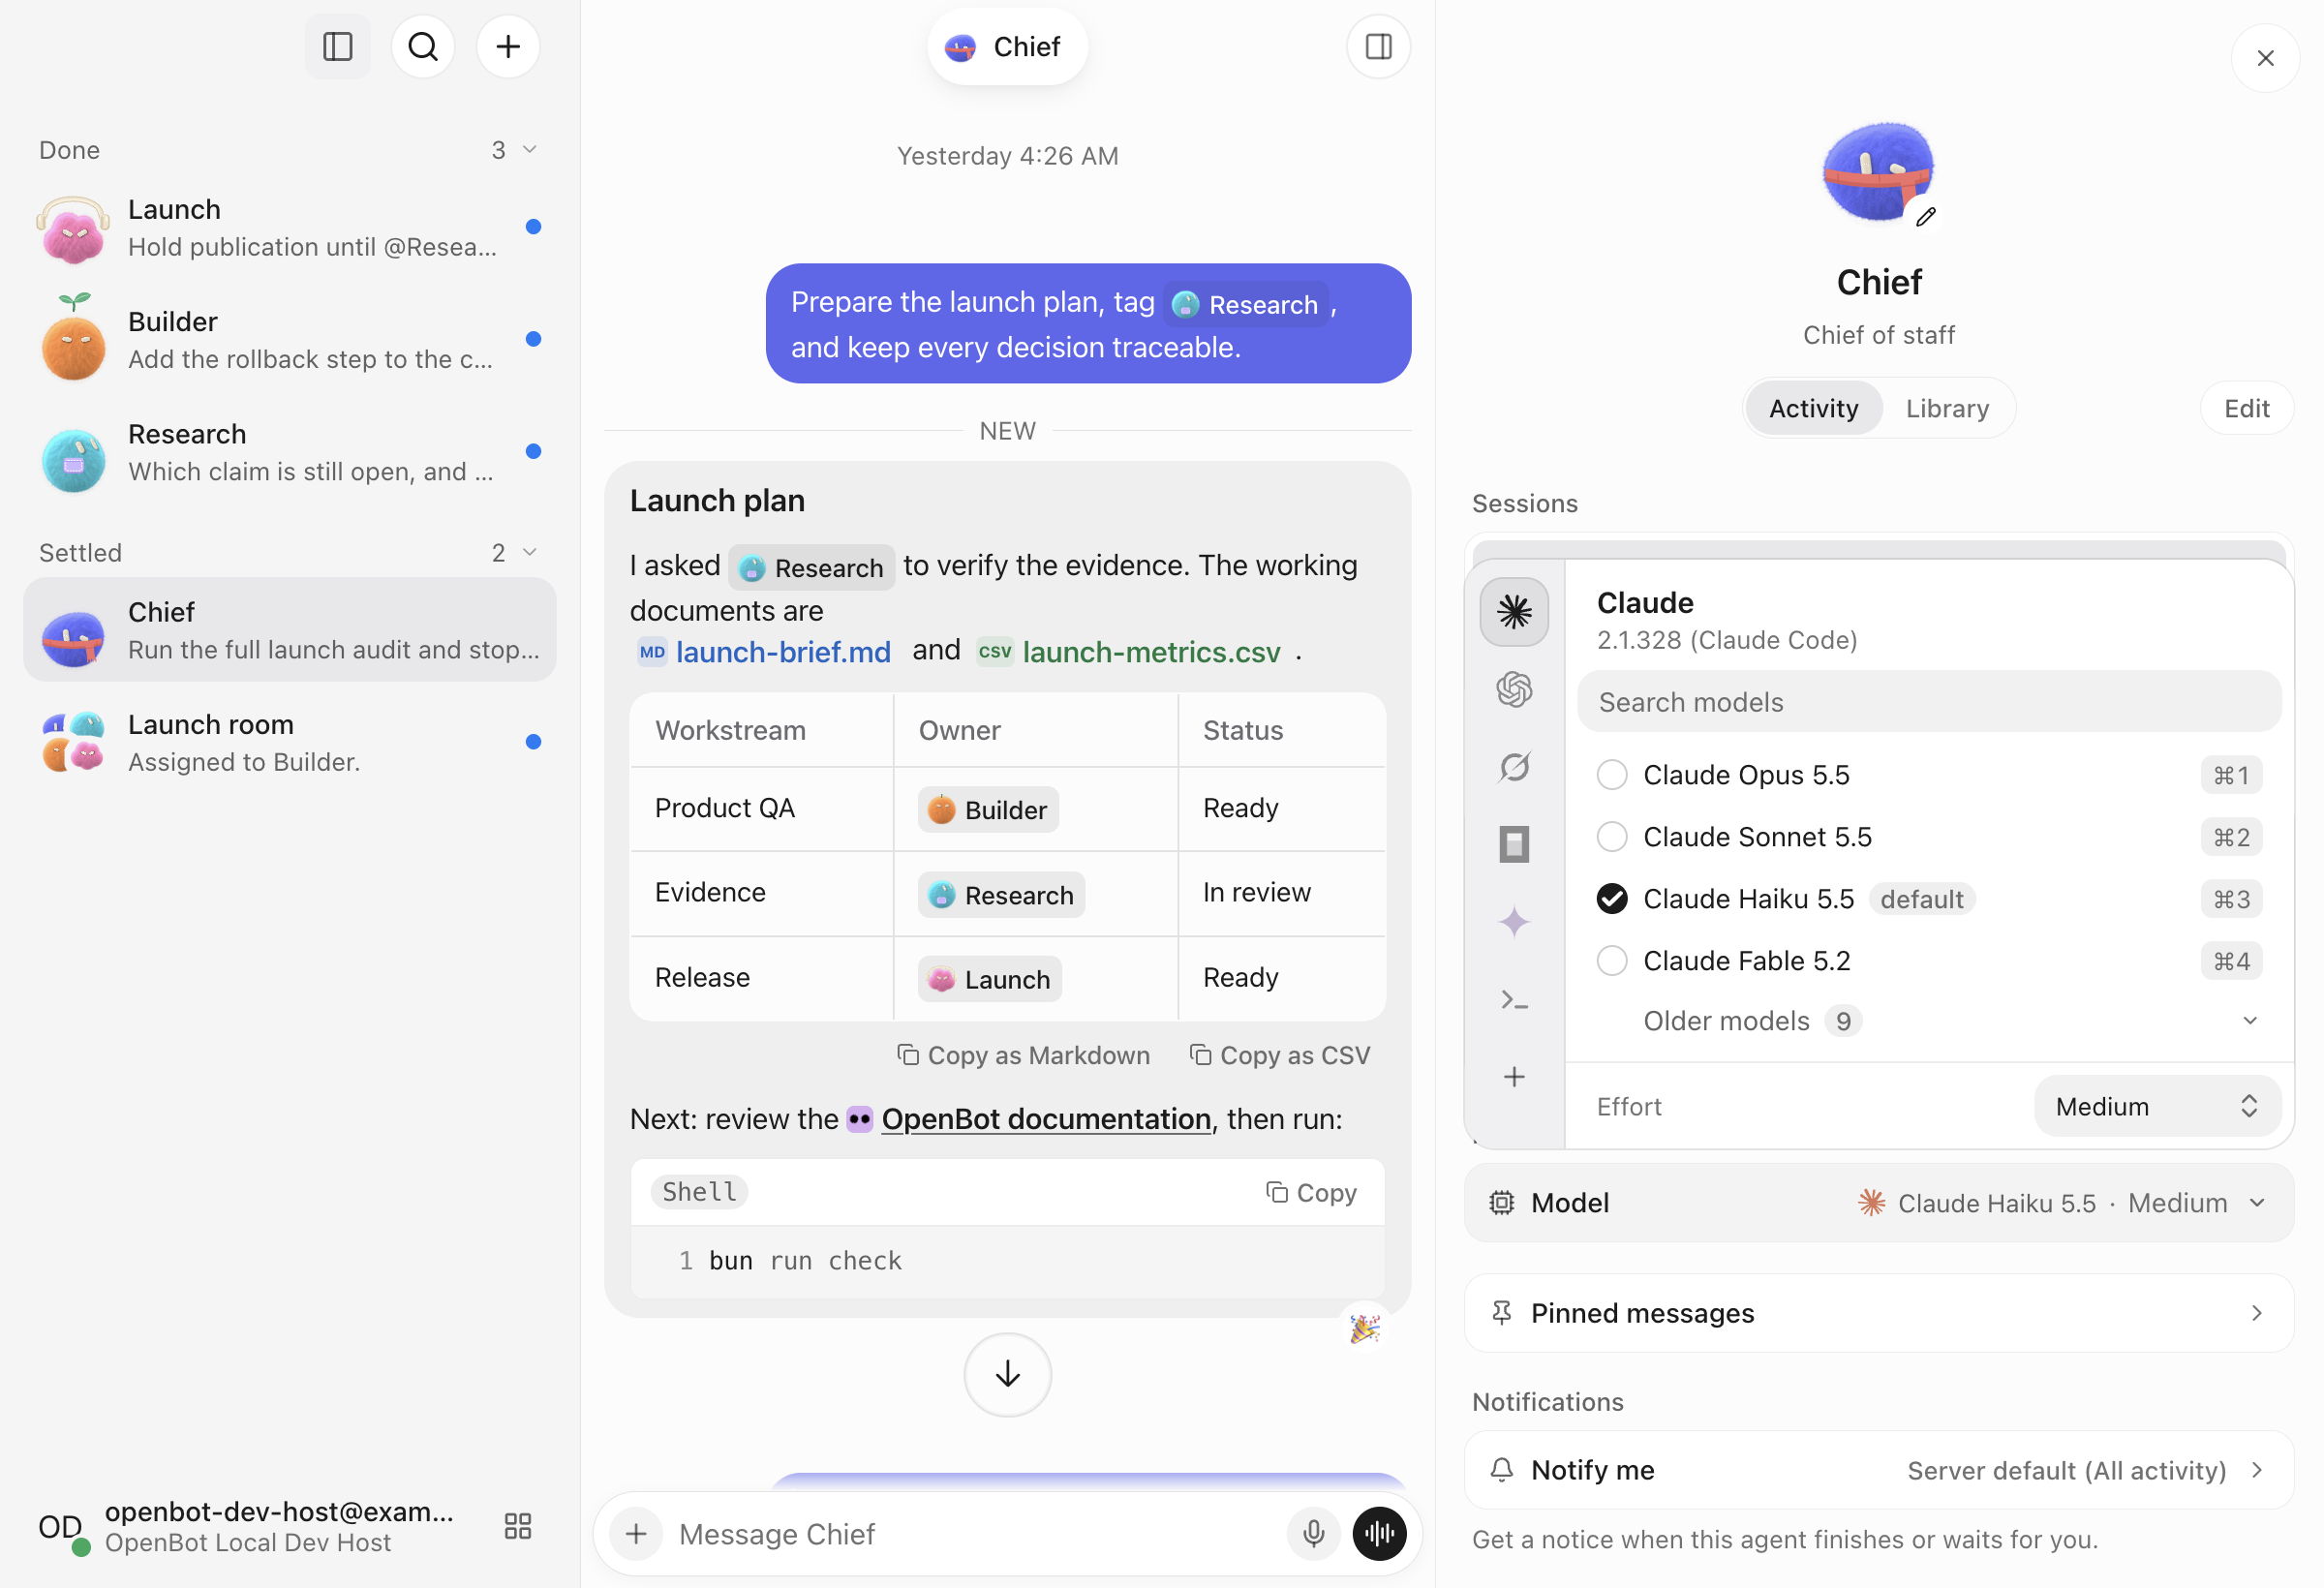 Done 3
Launch
Hold publication until @Resea...
Builder
Add the rollback step to the c...
Research
Which claim is still open, and ...
Settled 2
Chief
Run the full launch audit and stop...
Launch room
Assigned to Builder.
OD
openbot-dev-host@exam...
OpenBot Local Dev Host
Chief
Yesterday 4:26 AM
Prepare the launch plan, tag Research ,
and keep every decision traceable.
NEW
Launch plan
I asked Research to verify the evidence. The working
documents are
MD launch-brief.md and CSV launch-metrics.csv .
Workstream Owner Status
Product QA Builder Ready
Evidence Research In review
Release Launch Ready
Copy as Markdown Copy as CSV
Next: review the OpenBot documentation, then run:
Shell Copy
1 bun run check
Message Chief
Chief
Chief of staff
Activity Library Edit
Sessions
Claude
2.1.328 (Claude Code)
Search models
Claude Opus 5.5 ⌘1
Claude Sonnet 5.5 ⌘2
Claude Haiku 5.5 default ⌘3
Claude Fable 5.2 ⌘4
Older models 9
Effort Medium
Model Claude Haiku 5.5 · Medium
Pinned messages
Notifications
Notify me Server default (All activity)
Get a notice when this agent finishes or waits for you.